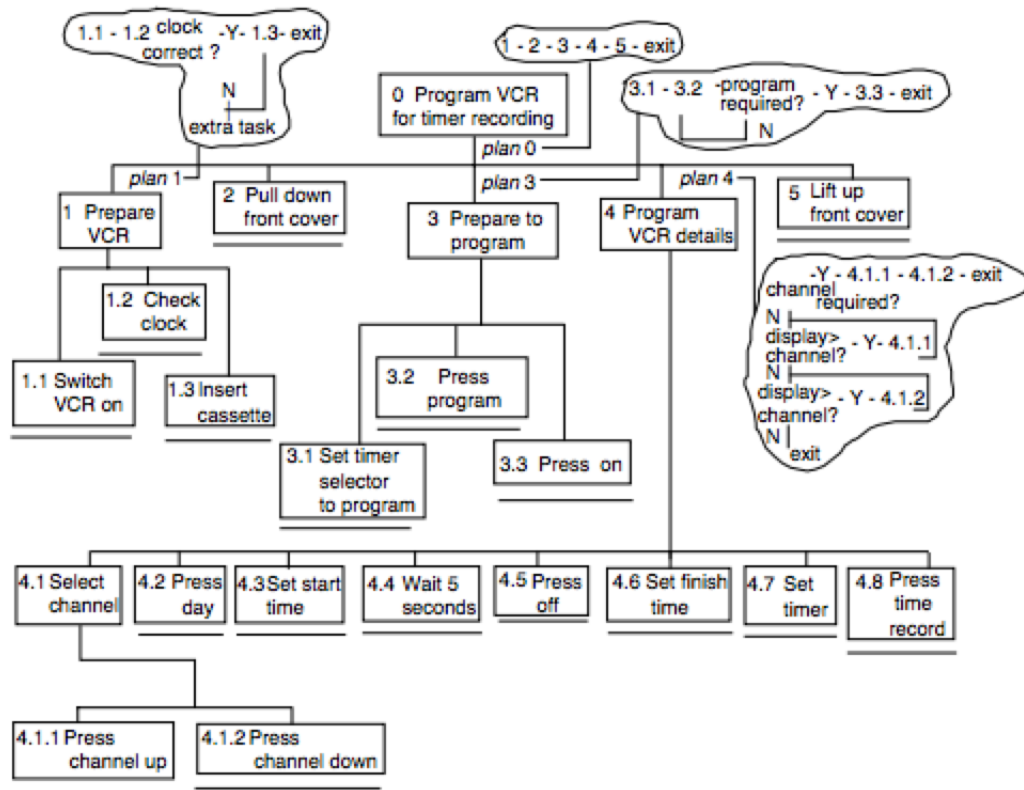 1.1 - 1.2 clock -Y- 1.3- exit
correct ?
N
extra task
1 - 2 - 3 - 4 - 5 - exit
0 Program VCR
for timer recording
3.1 - 3.2 -program - Y - 3.3 - exit
required?
N
plan 0
plan 1
plan 3
plan 4
1 Prepare
VCR
2 Pull down
front cover
3 Prepare to
program
4 Program
VCR details
5 Lift up
front cover
-Y - 4.1.1 - 4.1.2 - exit
channel
required?
N
display>
channel?
- Y- 4.1.1
N
display>
channel?
- Y - 4.1.2
N
exit
1.2 Check
clock
1.1 Switch
VCR on
1.3 Insert
cassette
3.2 Press
program
3.1 Set timer
selector
to program
3.3 Press on
4.1 Select
channel
4.2 Press
day
4.3 Set start
time
4.4 Wait 5
seconds
4.5 Press
off
4.6 Set finish
time
4.7 Set
timer
4.8 Press
time
record
4.1.1 Press
channel up
4.1.2 Press
channel down